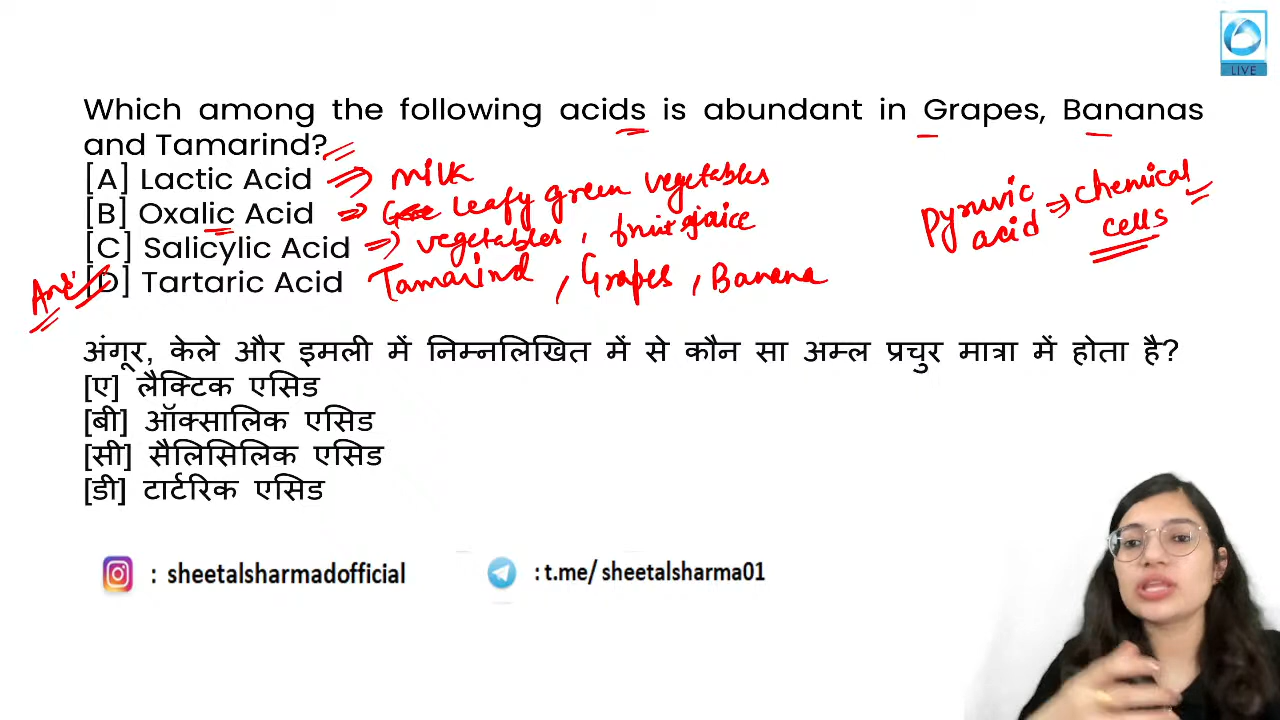 LIVE
Which among the following acids is abundant in Grapes, Bananas
and Tamarind?
[A] Lactic Acid ⇒ Milk
[B] Oxalic Acid ⇒ leafy green vegetables
[C] Salicylic Acid ⇒ vegetables, fruit juice
Ans [D] Tartaric Acid Tamarind, Grapes, Banana
Pyruvic acid ⇒ chemical cells
अंगूर, केले और इमली में निम्नलिखित में से कौन सा अम्ल प्रचुर मात्रा में होता है?
[ए] लैक्टिक एसिड
[बी] ऑक्सालिक एसिड
[सी] सैलिसिलिक एसिड
[डी] टार्टरिक एसिड
: sheetalsharmadofficial
: t.me/ sheetalsharma01